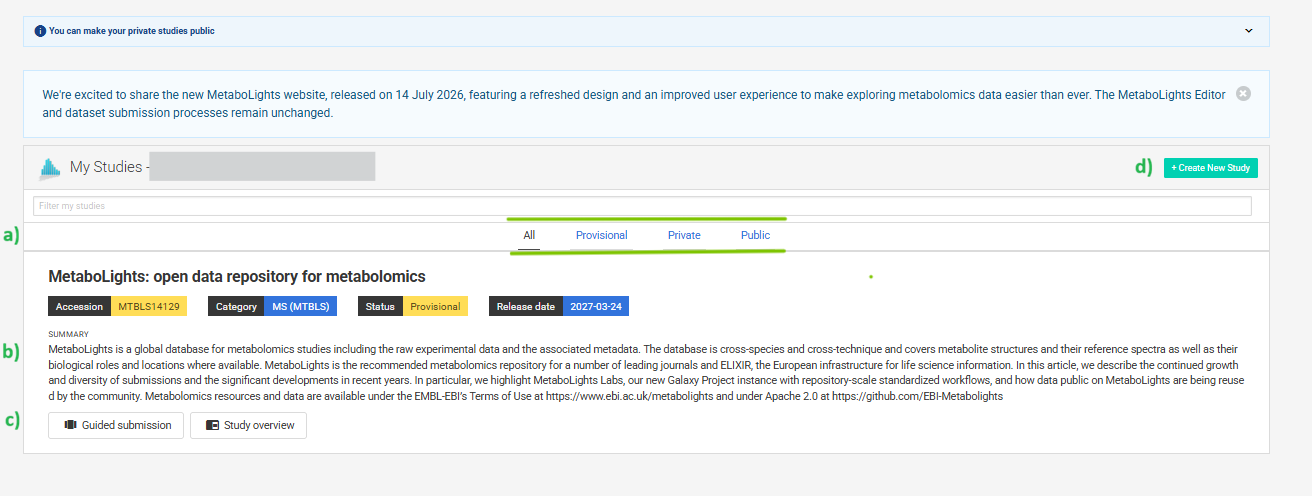 You can make your private studies public
We're excited to share the new MetaboLights website, released on 14 July 2026, featuring a refreshed design and an improved user experience to make exploring metabolomics data easier than ever. The MetaboLights Editor
and dataset submission processes remain unchanged.
My Studies -
d) + Create New Study
Filter my studies
a) All Provisional Private Public
MetaboLights: open data repository for metabolomics
Accession MTBLS14129 Category MS (MTBLS) Status Provisional Release date 2027-03-24
SUMMARY
b) MetaboLights is a global database for metabolomics studies including the raw experimental data and the associated metadata. The database is cross-species and cross-technique and covers metabolite structures and their reference spectra as well as their
biological roles and locations where available. MetaboLights is the recommended metabolomics repository for a number of leading journals and ELIXIR, the European infrastructure for life science information. In this article, we describe the continued growth
and diversity of submissions and the significant developments in recent years. In particular, we highlight MetaboLights Labs, our new Galaxy Project instance with repository-scale standardized workflows, and how data public on MetaboLights are being reuse
d by the community. Metabolomics resources and data are available under the EMBL-EBI's Terms of Use at https://www.ebi.ac.uk/metabolights and under Apache 2.0 at https://github.com/EBI-Metabolights
c) Guided submission Study overview